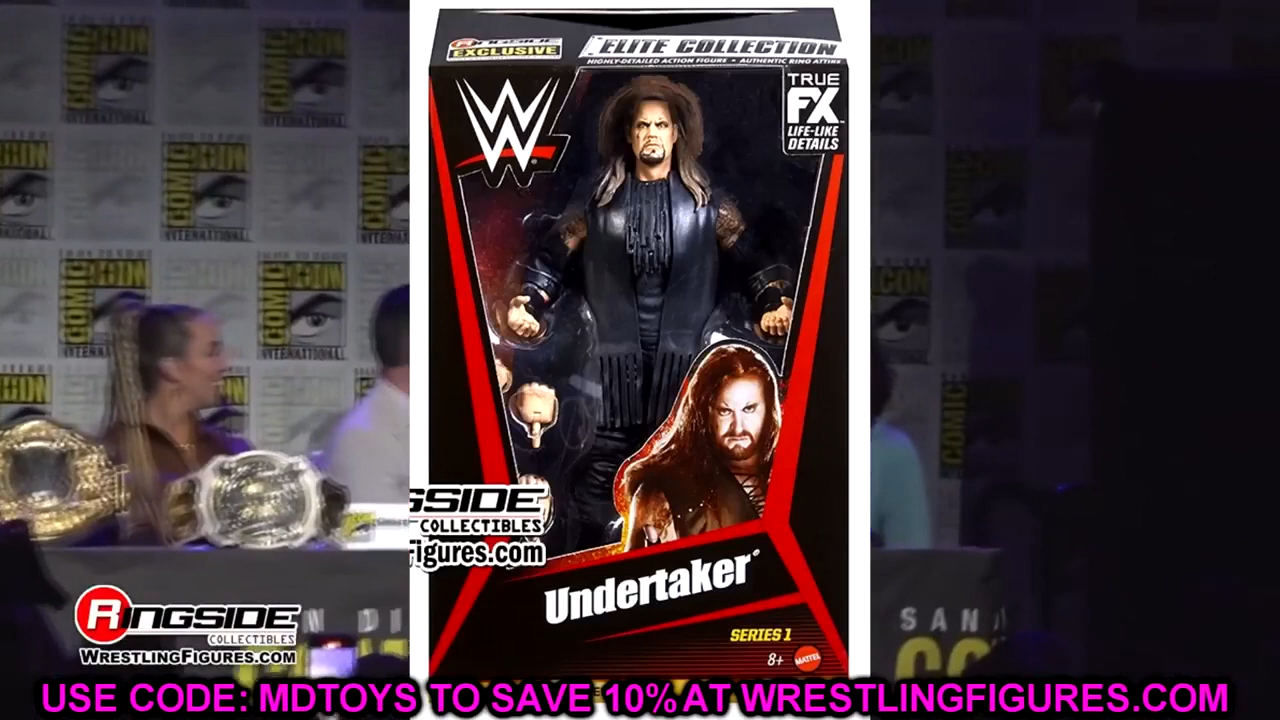 RINGSIDE
EXCLUSIVE
ELITE COLLECTION
HIGHLY-DETAILED ACTION FIGURE • AUTHENTIC RING ATTIRE
W
TRUE
FX
LIFE-LIKE
DETAILS
COMIC CON
INTERNATIONAL
GSIDE
COLLECTIBLES
Figures.com
Undertaker
SERIES 1
8+ MATTEL
RINGSIDE
COLLECTIBLES
WRESTLINGFIGURES.COM
SAN
USE CODE: MDTOYS TO SAVE 10% AT WRESTLINGFIGURES.COM